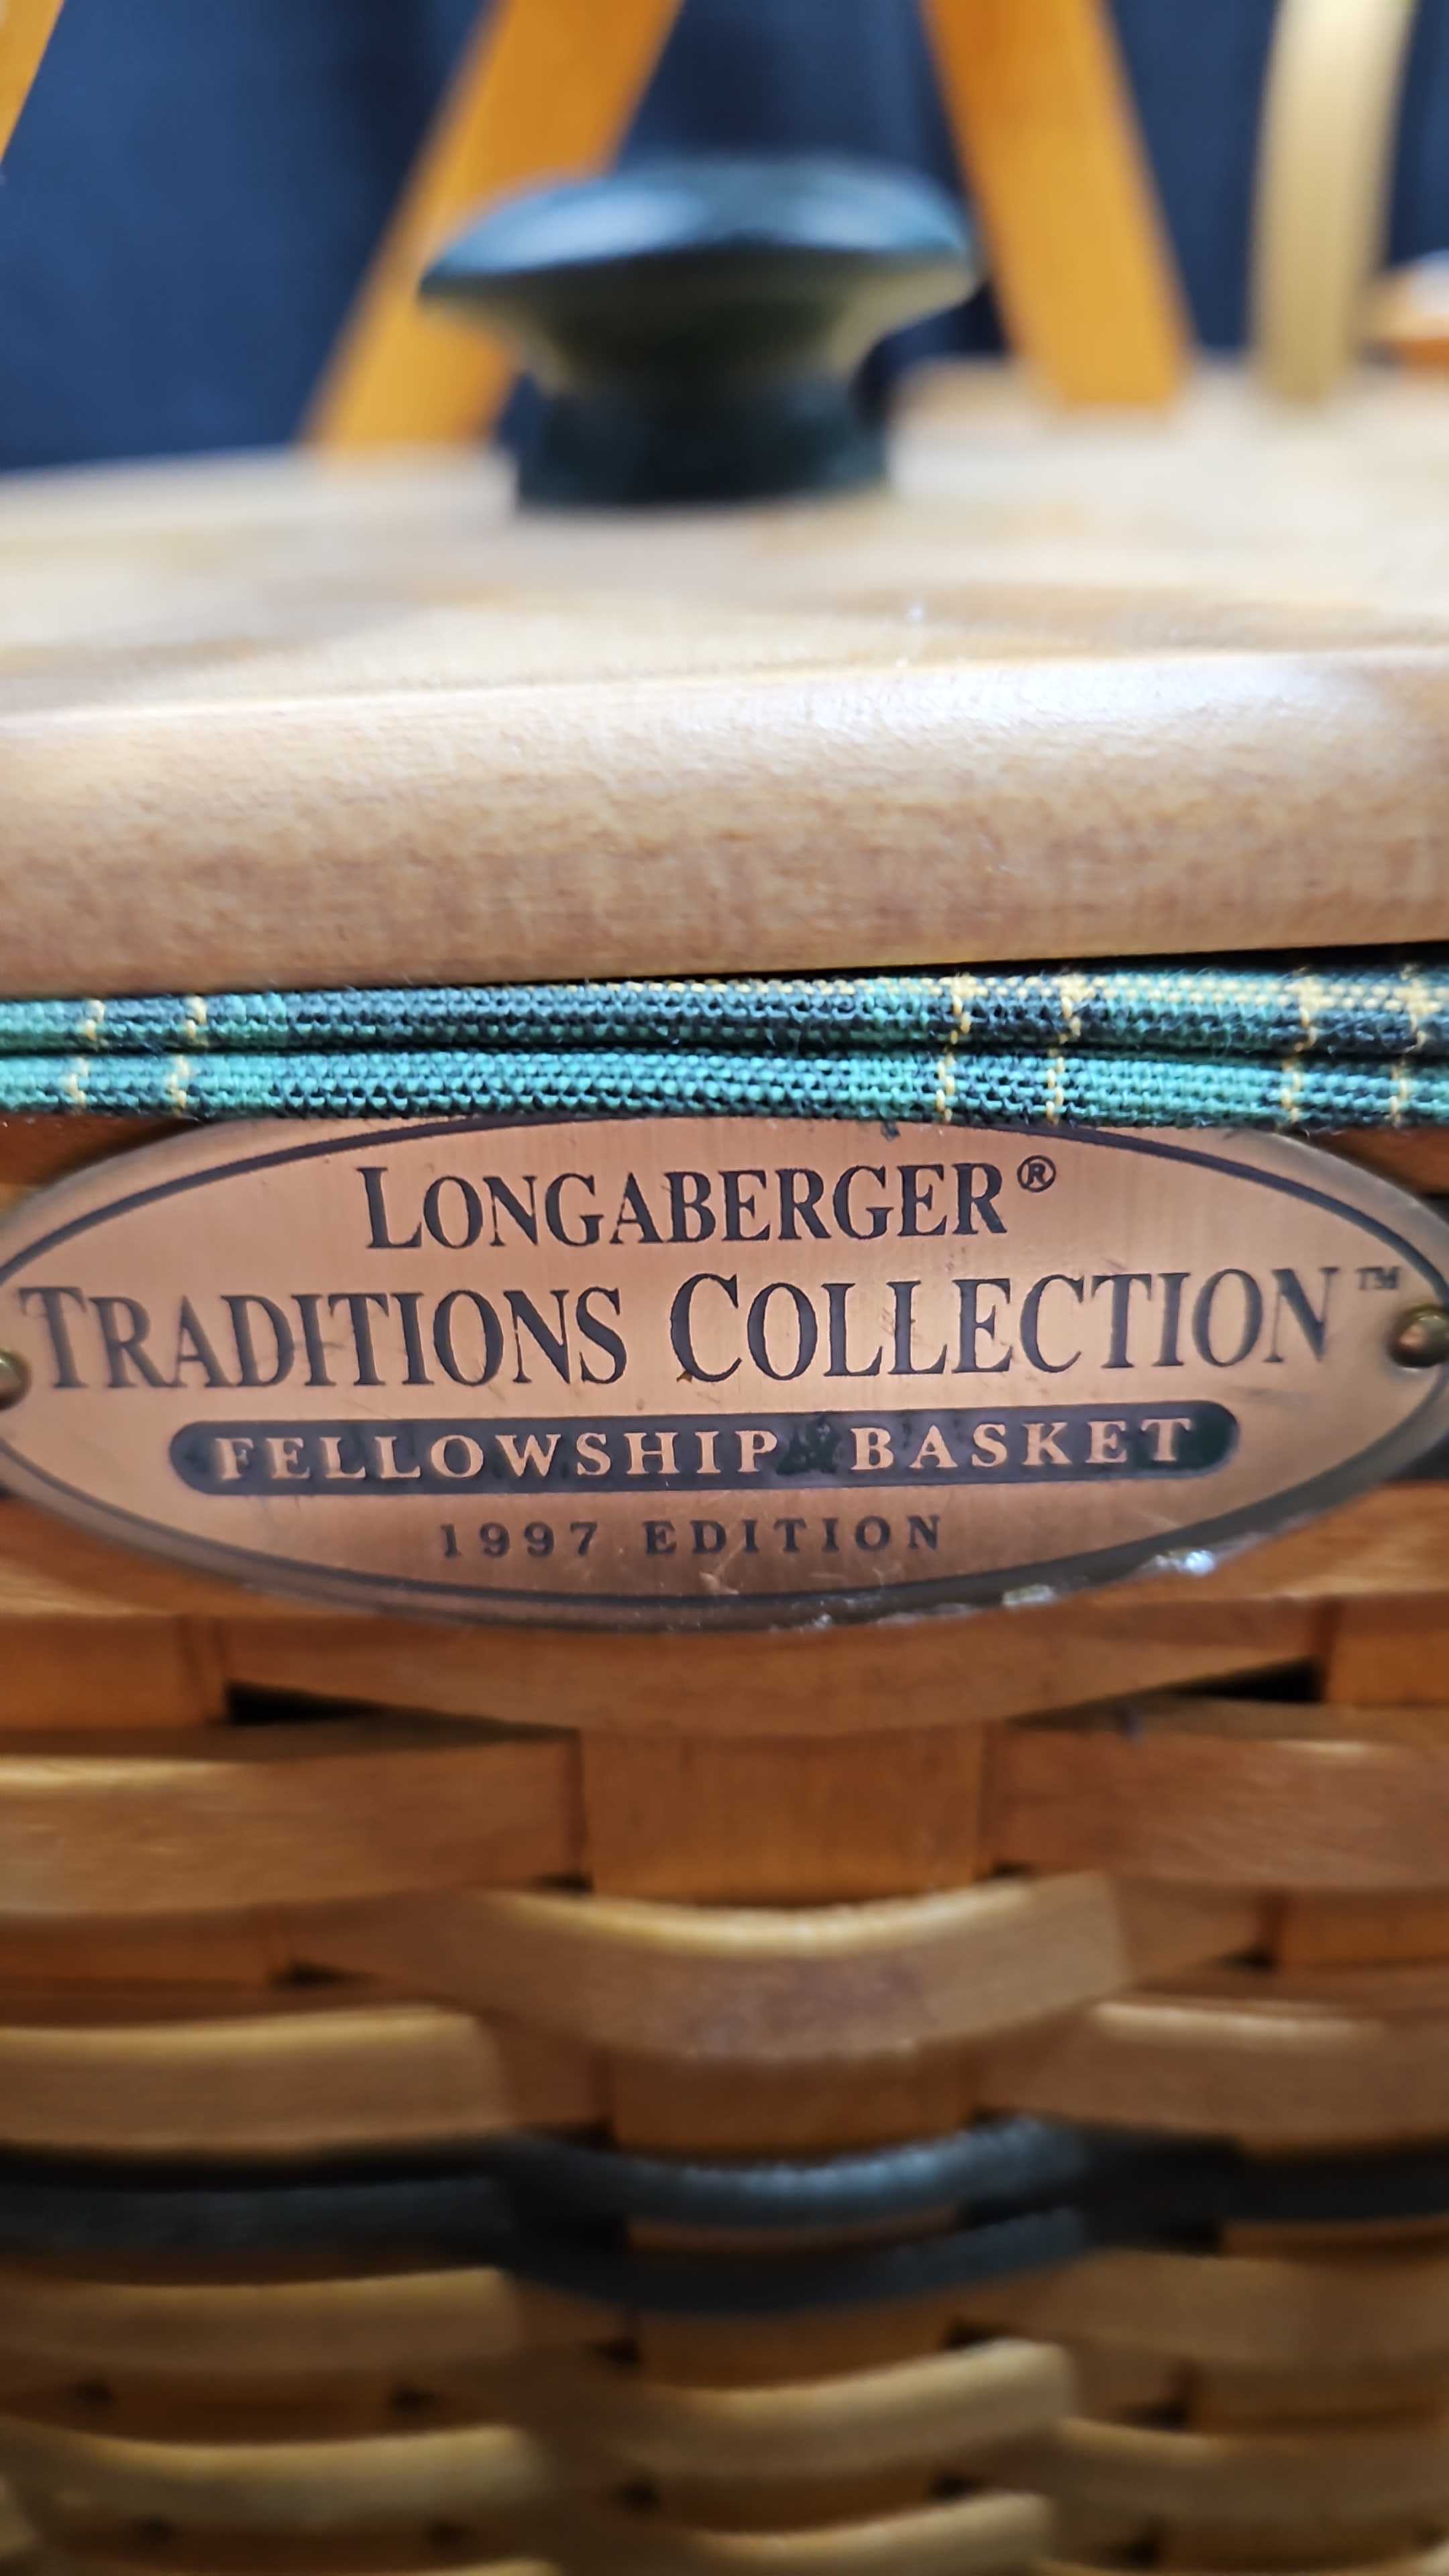 LONGABERGER®
TRADITIONS COLLECTION™
FELLOWSHIP BASKET
1997 EDITION